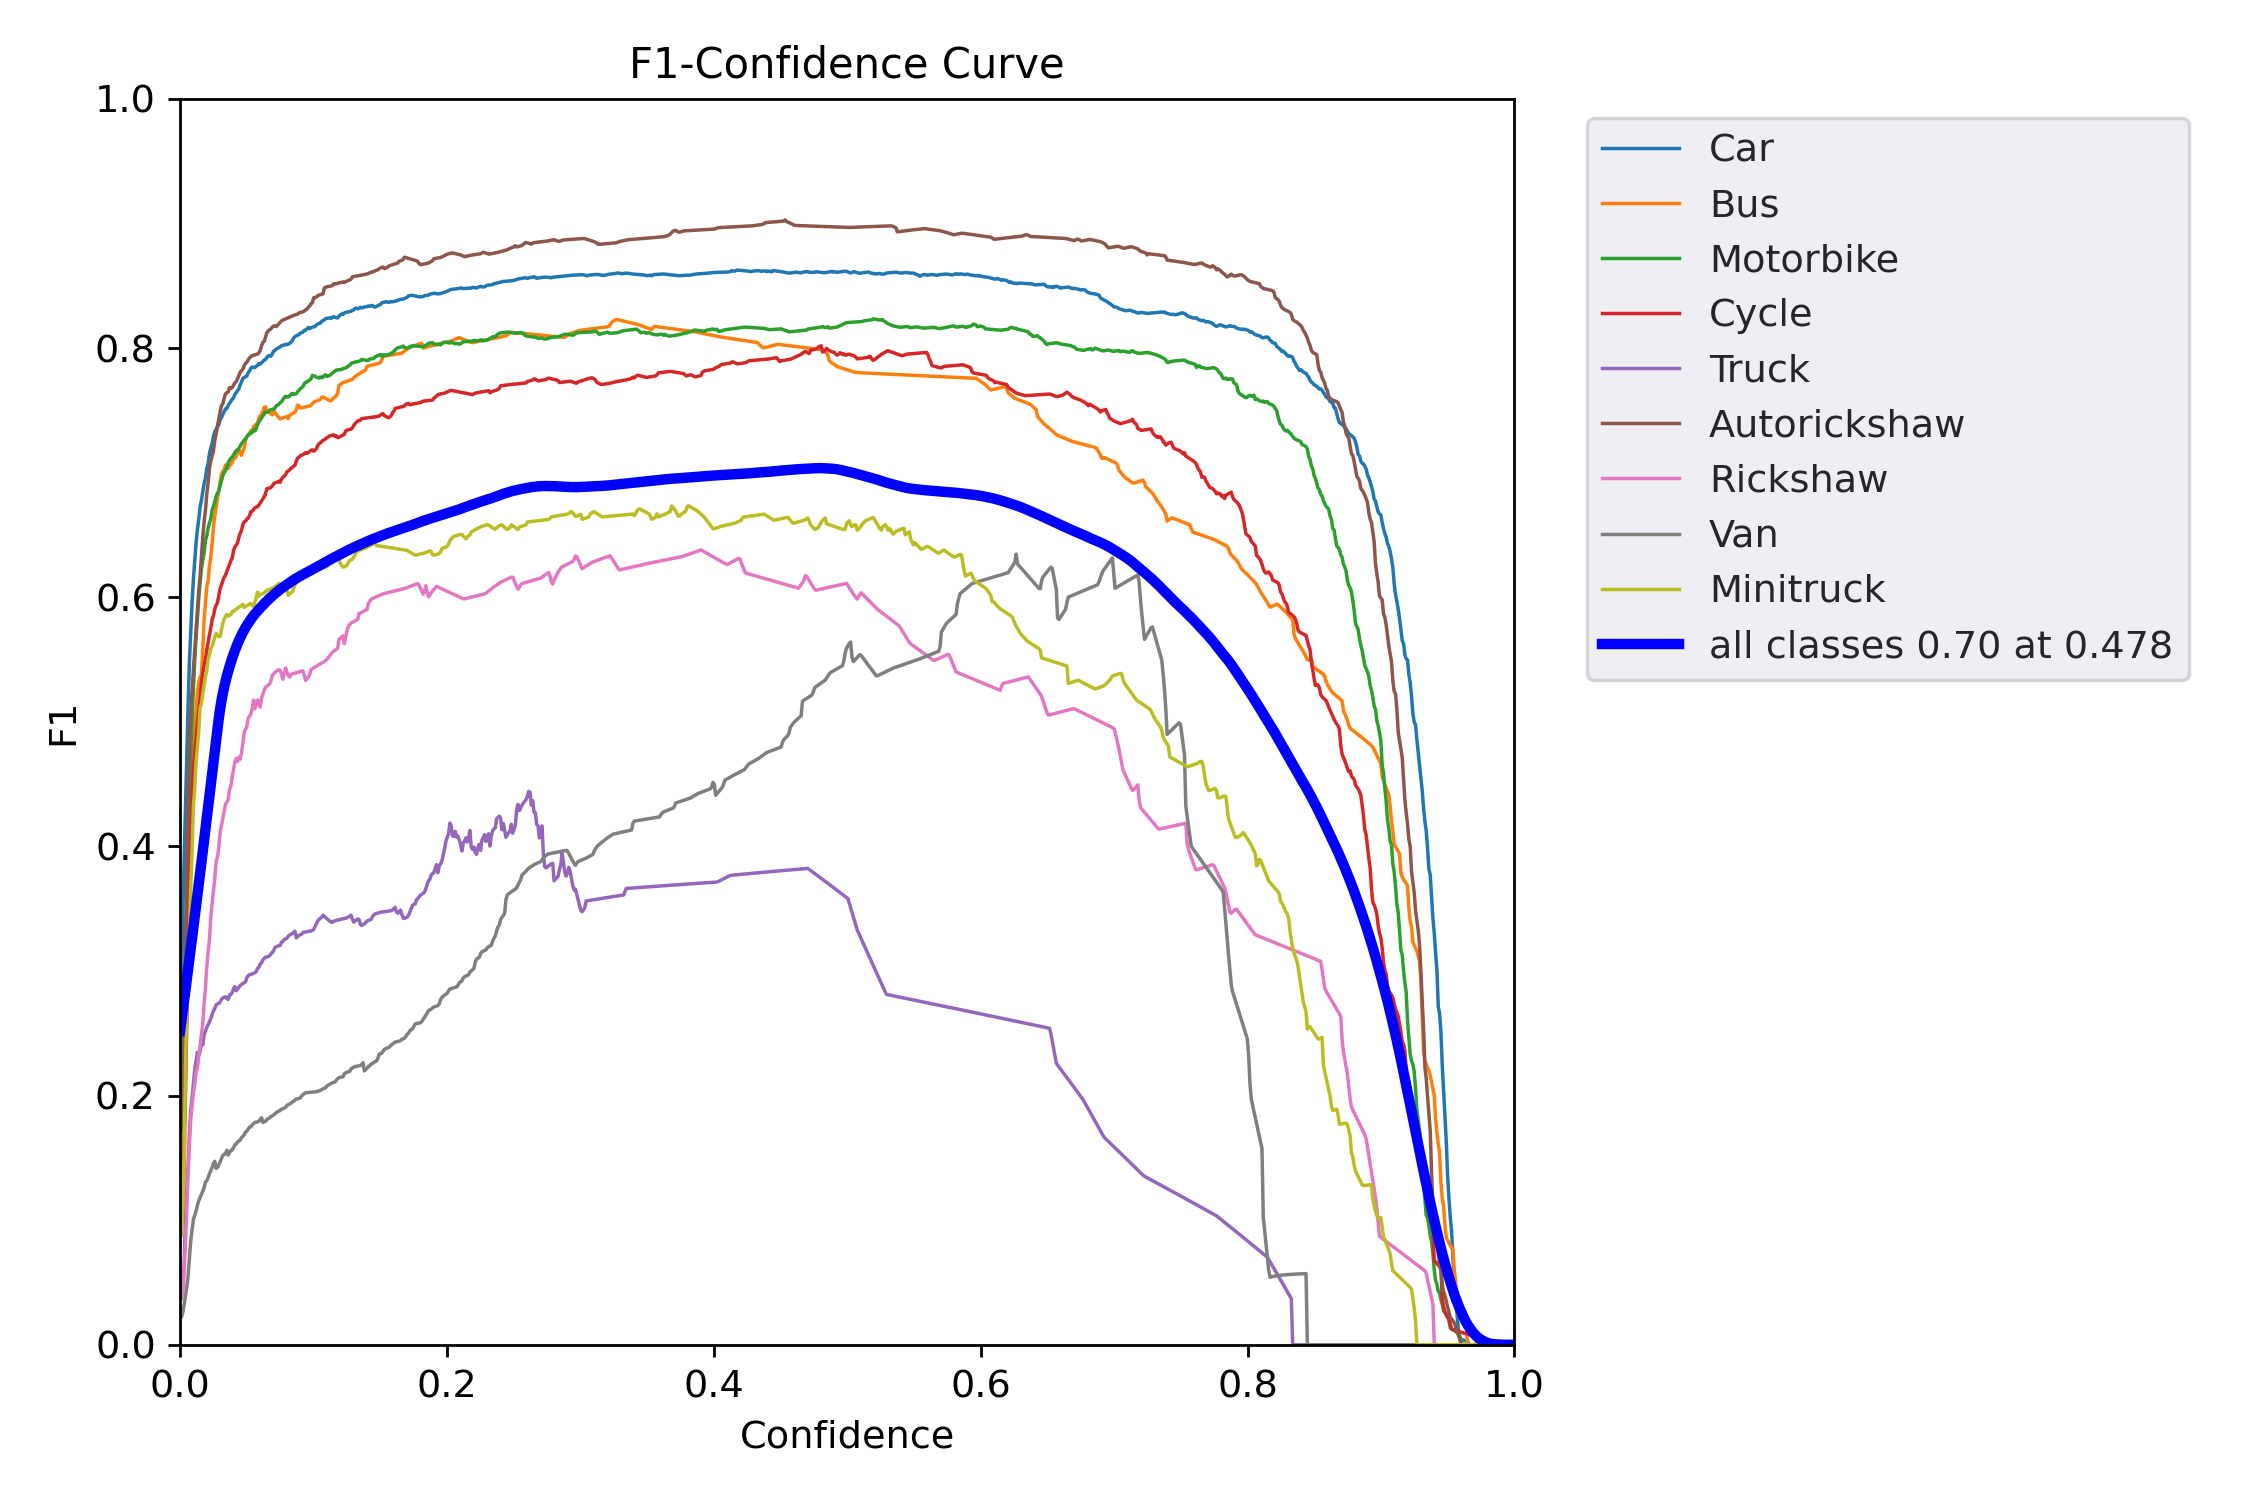 F1-Confidence Curve
1.0
0.8
0.6
0.4
0.2
0.0
F1
0.0 0.2 0.4 0.6 0.8 1.0
Confidence
Car
Bus
Motorbike
Cycle
Truck
Autorickshaw
Rickshaw
Van
Minitruck
all classes 0.70 at 0.478